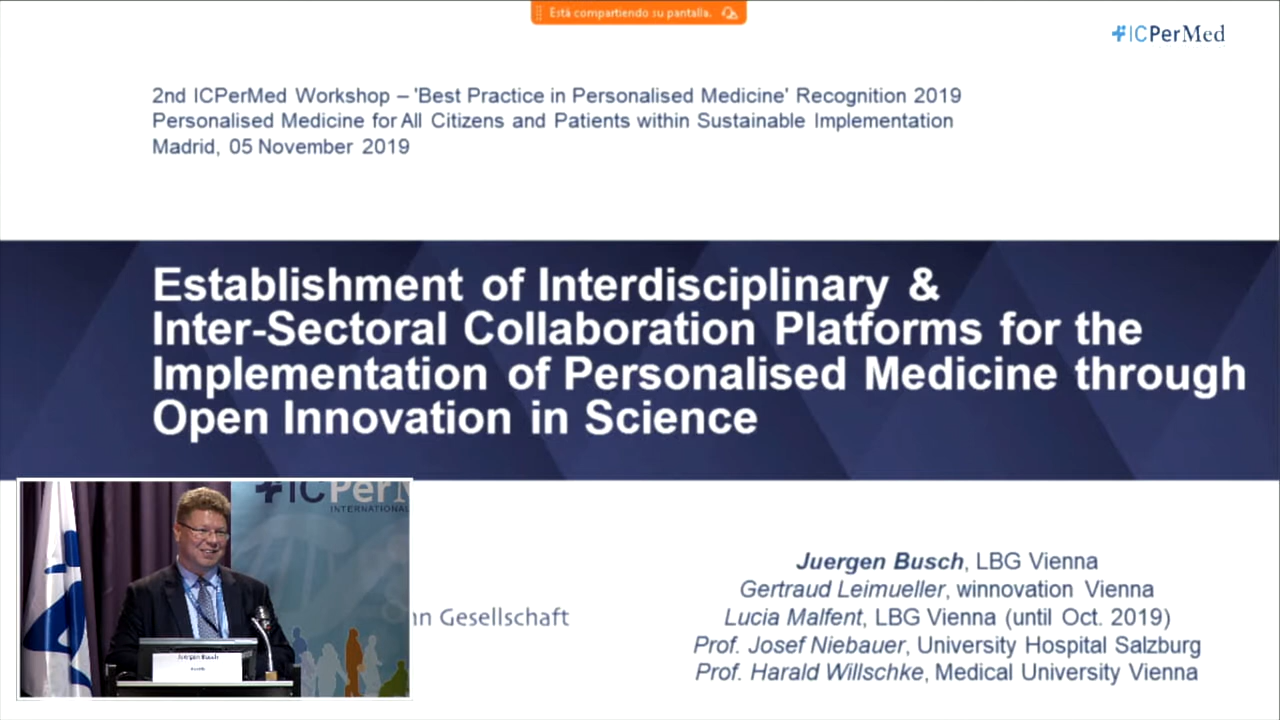 Está compartiendo su pantalla.
ICPerMed
2nd ICPerMed Workshop – 'Best Practice in Personalised Medicine' Recognition 2019
Personalised Medicine for All Citizens and Patients within Sustainable Implementation
Madrid, 05 November 2019
Establishment of Interdisciplinary &
Inter-Sectoral Collaboration Platforms for the
Implementation of Personalised Medicine through
Open Innovation in Science
ICPerM
INTERNATIONAL
Juergen Busch
nn Gesellschaft
Juergen Busch, LBG Vienna
Gertraud Leimueller, winnovation Vienna
Lucia Malfent, LBG Vienna (until Oct. 2019)
Prof. Josef Niebauer, University Hospital Salzburg
Prof. Harald Willschke, Medical University Vienna